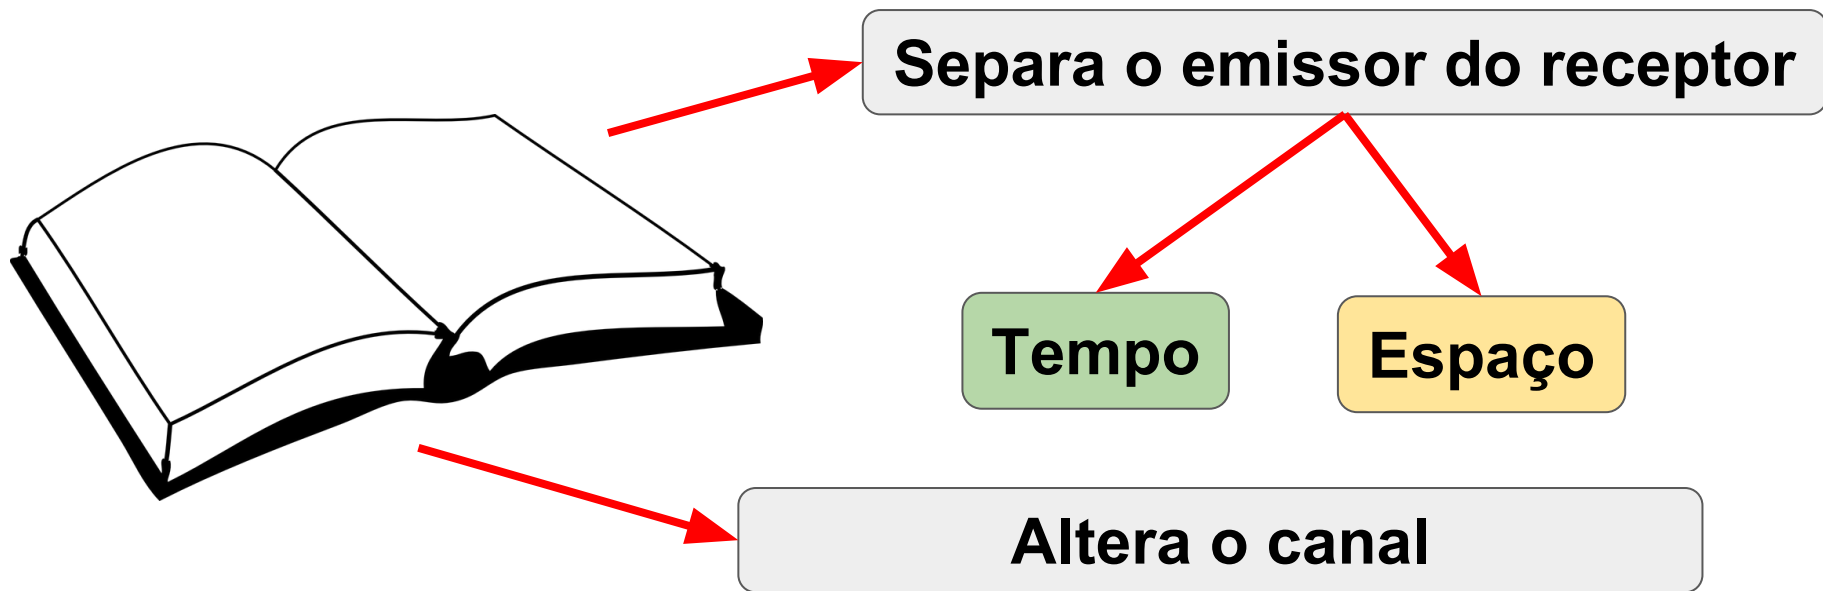 Separa o emissor do receptor
Tempo
Espaço
Altera o canal